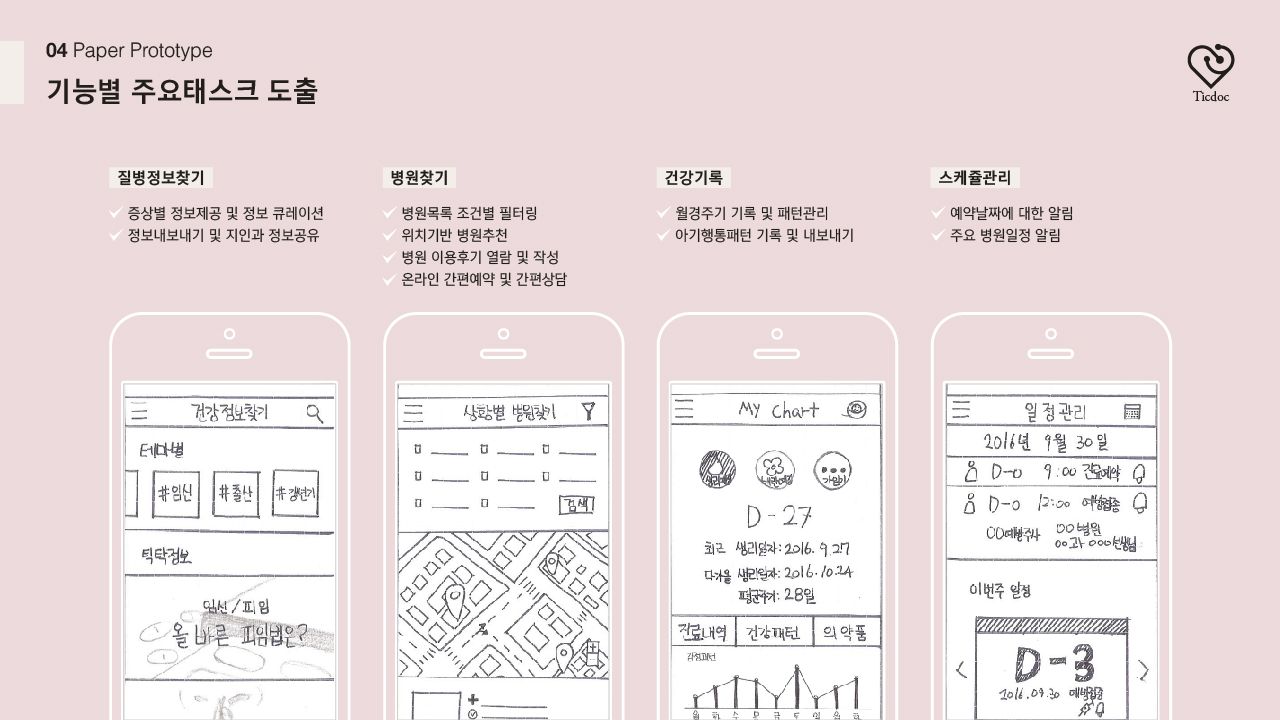 04 Paper Prototype
기능별 주요태스크 도출
Ticdoc
질병정보찾기
증상별 정보제공 및 정보 큐레이션
정보내보내기 및 지인과 정보공유
병원찾기
병원목록 조건별 필터링
위치기반 병원추천
병원 이용후기 열람 및 작성
온라인 간편예약 및 간편상담
건강기록
월경주기 기록 및 패턴관리
아기행통패턴 기록 및 내보내기
스케쥴관리
예약날짜에 대한 알림
주요 병원일정 알림
건강정보찾기
테마별
#임신 #출산 #갱년기
틱탁정보
임신/피임
올바른 피임법은?
상황별 병원찾기
검색
My Chart
생리예정 가임기
D-27
최근 생리일자: 2016.9.27
다가올 생리일자: 2016.10.24
평균주기: 28일
진료내역 건강패턴 의약품
감정패턴
월 화 수 목 금 토 일
일정관리
2016년 9월 30일
D-0 9:00 진료예약
D-0 12:00 예방접종
OO예방주사 OO병원
OO과 OOO선생님
이번주 일정
D-3
2016.09.30 예방접종